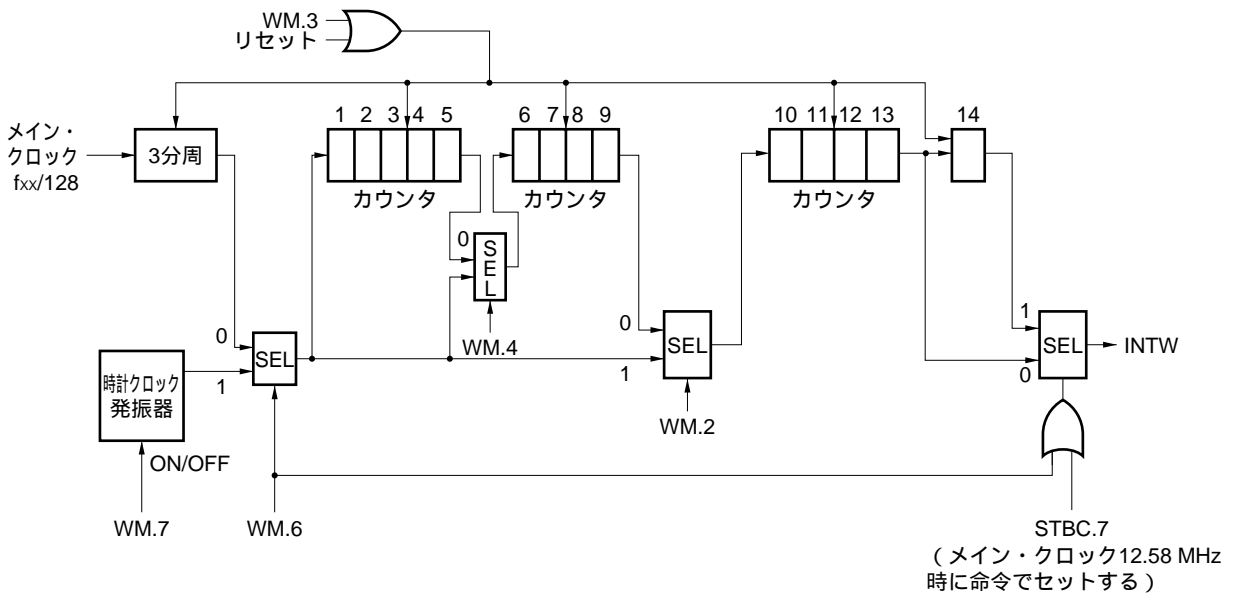 WM.3
リセット
1 2 3 4 5
6 7 8 9
10 11 12 13
14
メイン・
クロック
fxx/128
3分周
カウンタ
カウンタ
カウンタ
0
SEL
WM.4
0
1
SEL
0
1
SEL
WM.2
1
0
SEL
INTW
時計クロック
発振器
ON/OFF
WM.7
WM.6
STBC.7
（メイン・クロック12.58 MHz
時に命令でセットする）